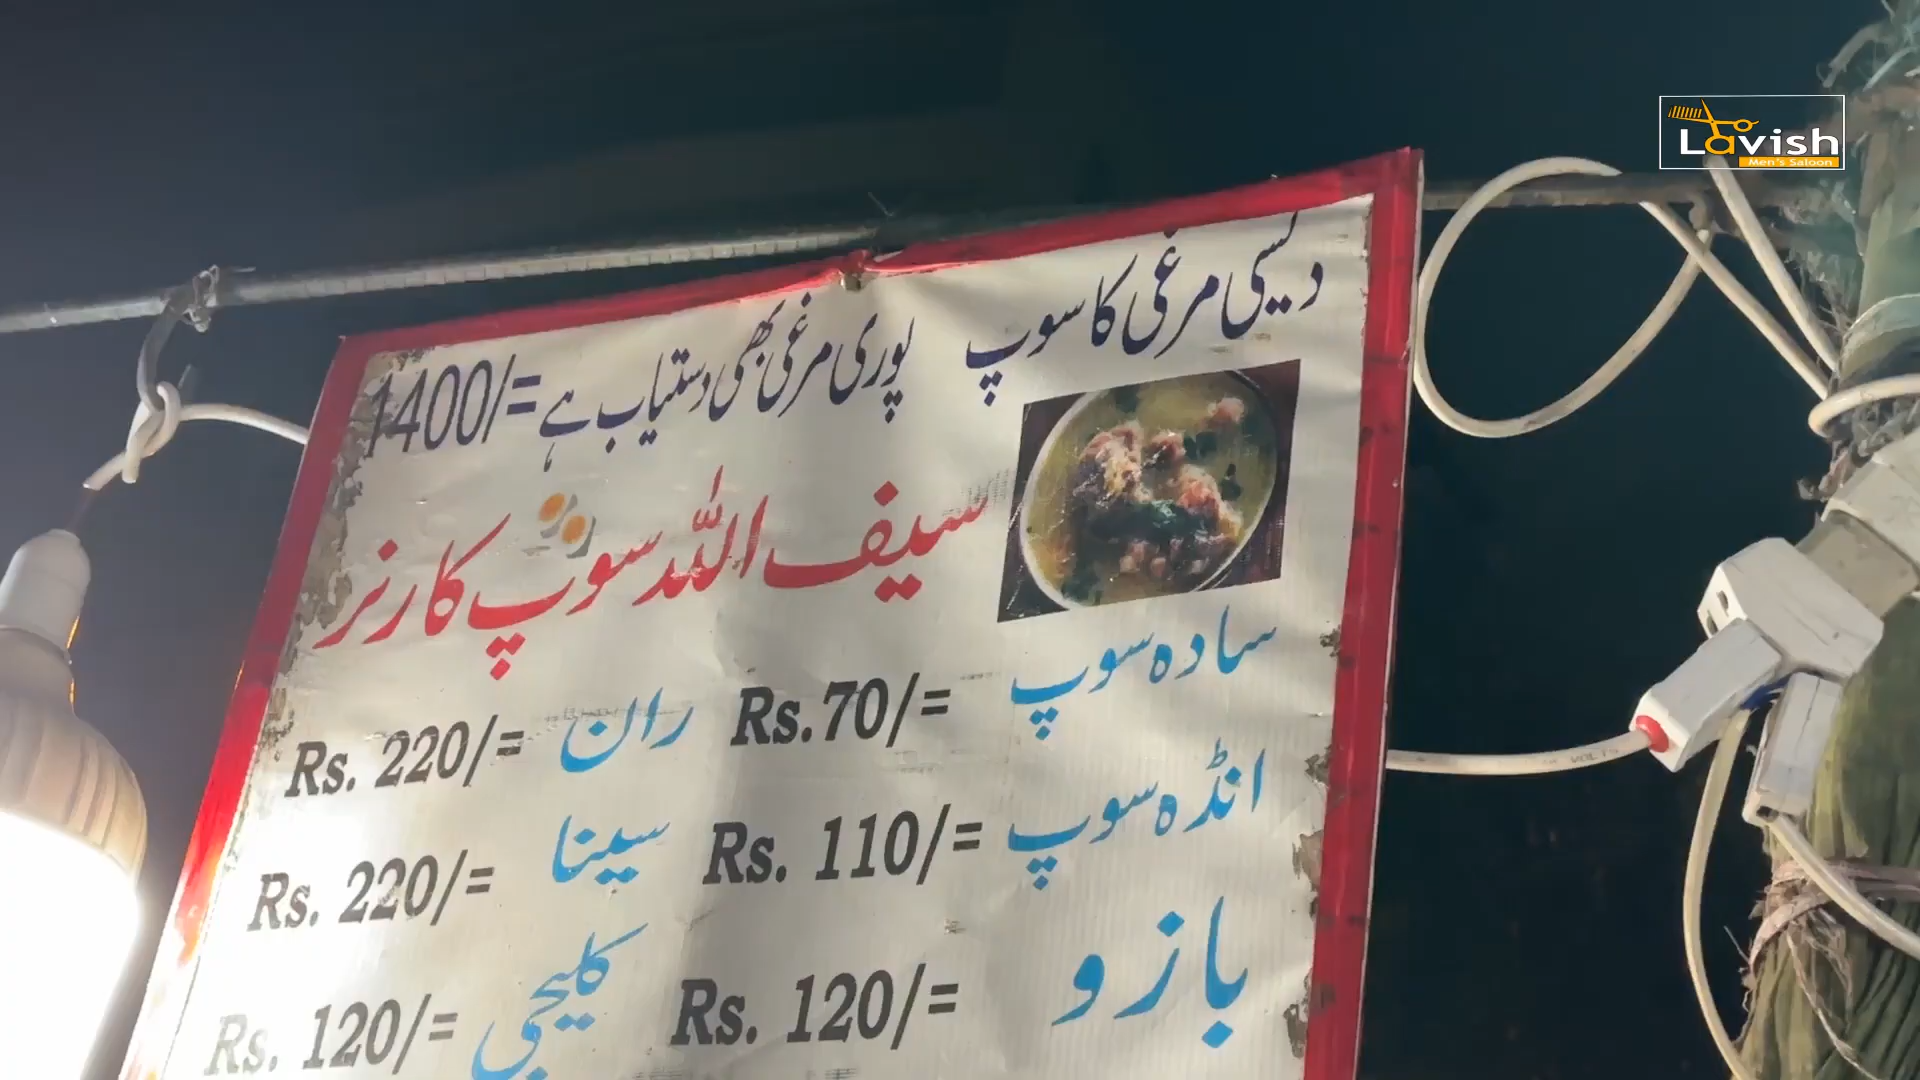 Lavish
Men's Saloon
دیسی مرغی کا سوپ پوری مرغی بھی دستیاب ہے 1400/=
سیف اللہ سوپ کارنر
سادہ سوپ Rs.70/= ران Rs. 220/=
انڈہ سوپ Rs. 110/= سینا Rs. 220/=
بازو Rs. 120/= کلیجی Rs. 120/=